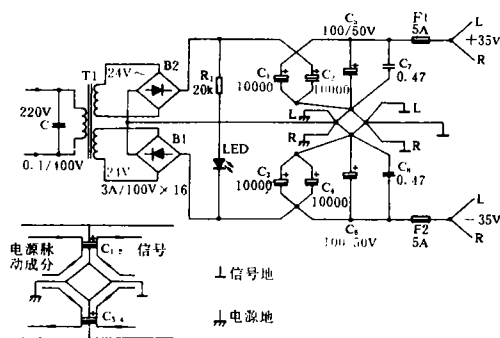 C₅
100/50V
F1
5A
L
+35v
R
B2
24V~
T1
R₁
20k
C₁
10000
C₂
10000
C₇
0.47
220V
C
0.1/400V
L
R
L
R
LED
B1
24V
3A/100V×16
C₃
10000
C₄
10000
C₈
0.47
C₆
100-50V
F2
5A
L
-35V
R
电源脉
动成分
C₁.₂
信号
C₃.₄
⊥信号地
电源地